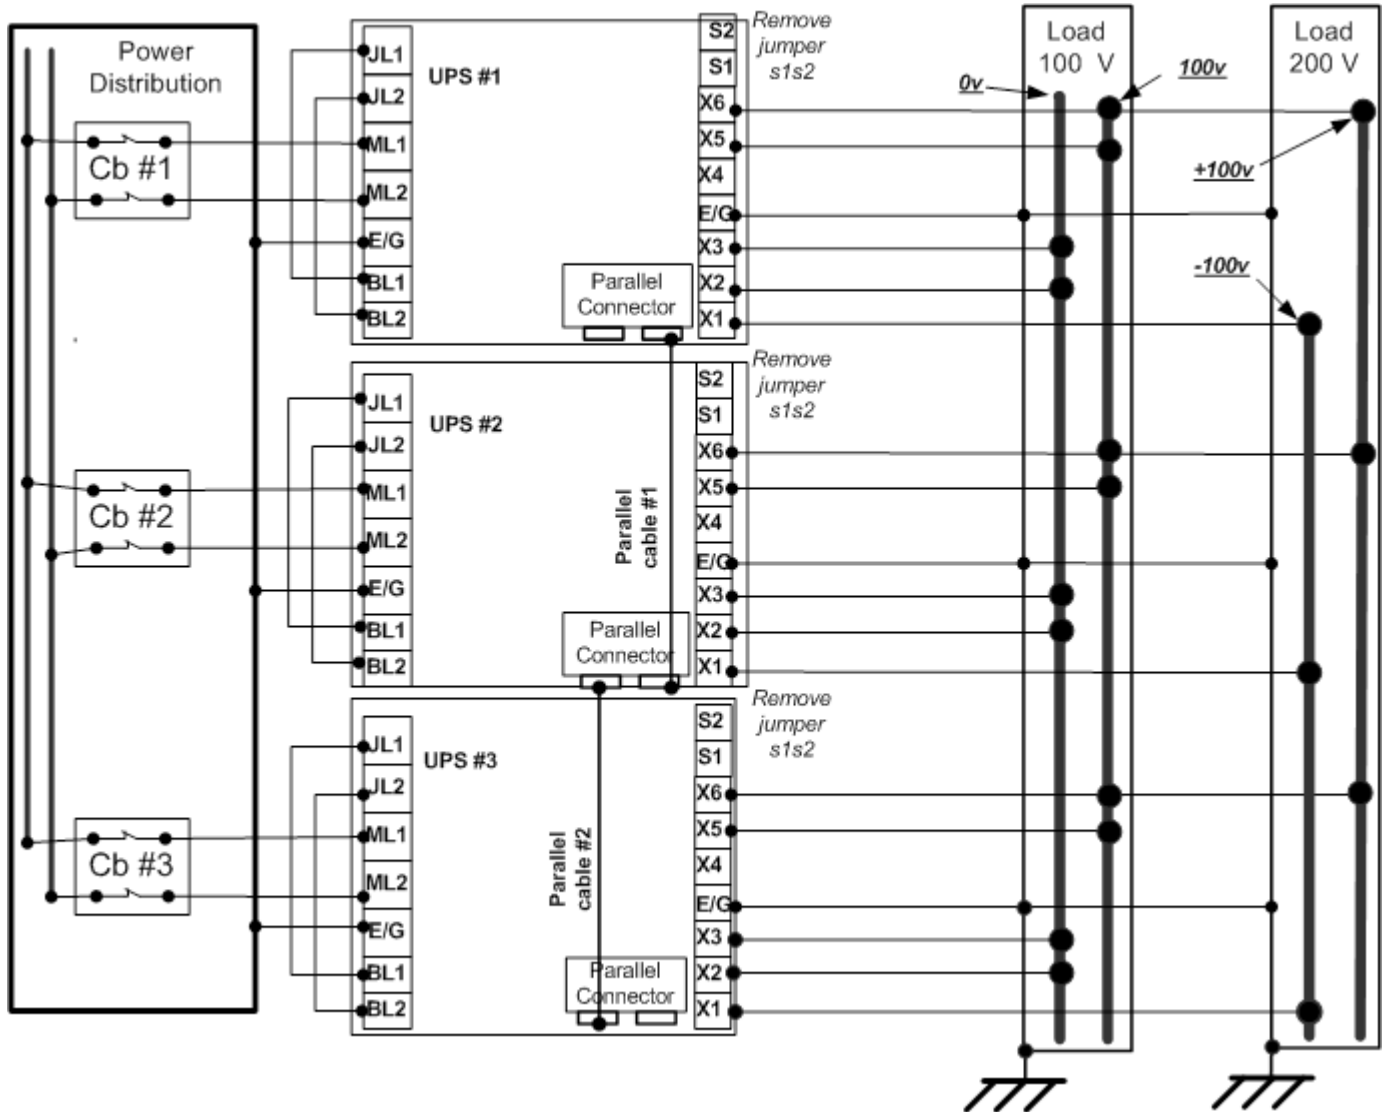 Power
Distribution
Cb #1
Cb #2
Cb #3
JL1
JL2
ML1
ML2
E/G
BL1
BL2
UPS #1
Parallel
Connector
S2
S1
X6
X5
X4
E/G
X3
X2
X1
Remove
jumper
s1s2
JL1
JL2
ML1
ML2
E/G
BL1
BL2
UPS #2
Parallel
cable #1
Parallel
Connector
S2
S1
X6
X5
X4
E/G
X3
X2
X1
Remove
jumper
s1s2
JL1
JL2
ML1
ML2
E/G
BL1
BL2
UPS #3
Parallel
cable #2
Parallel
Connector
S2
S1
X6
X5
X4
E/G
X3
X2
X1
Remove
jumper
s1s2
Load
100 V
0v
100v
Load
200 V
+100v
-100v